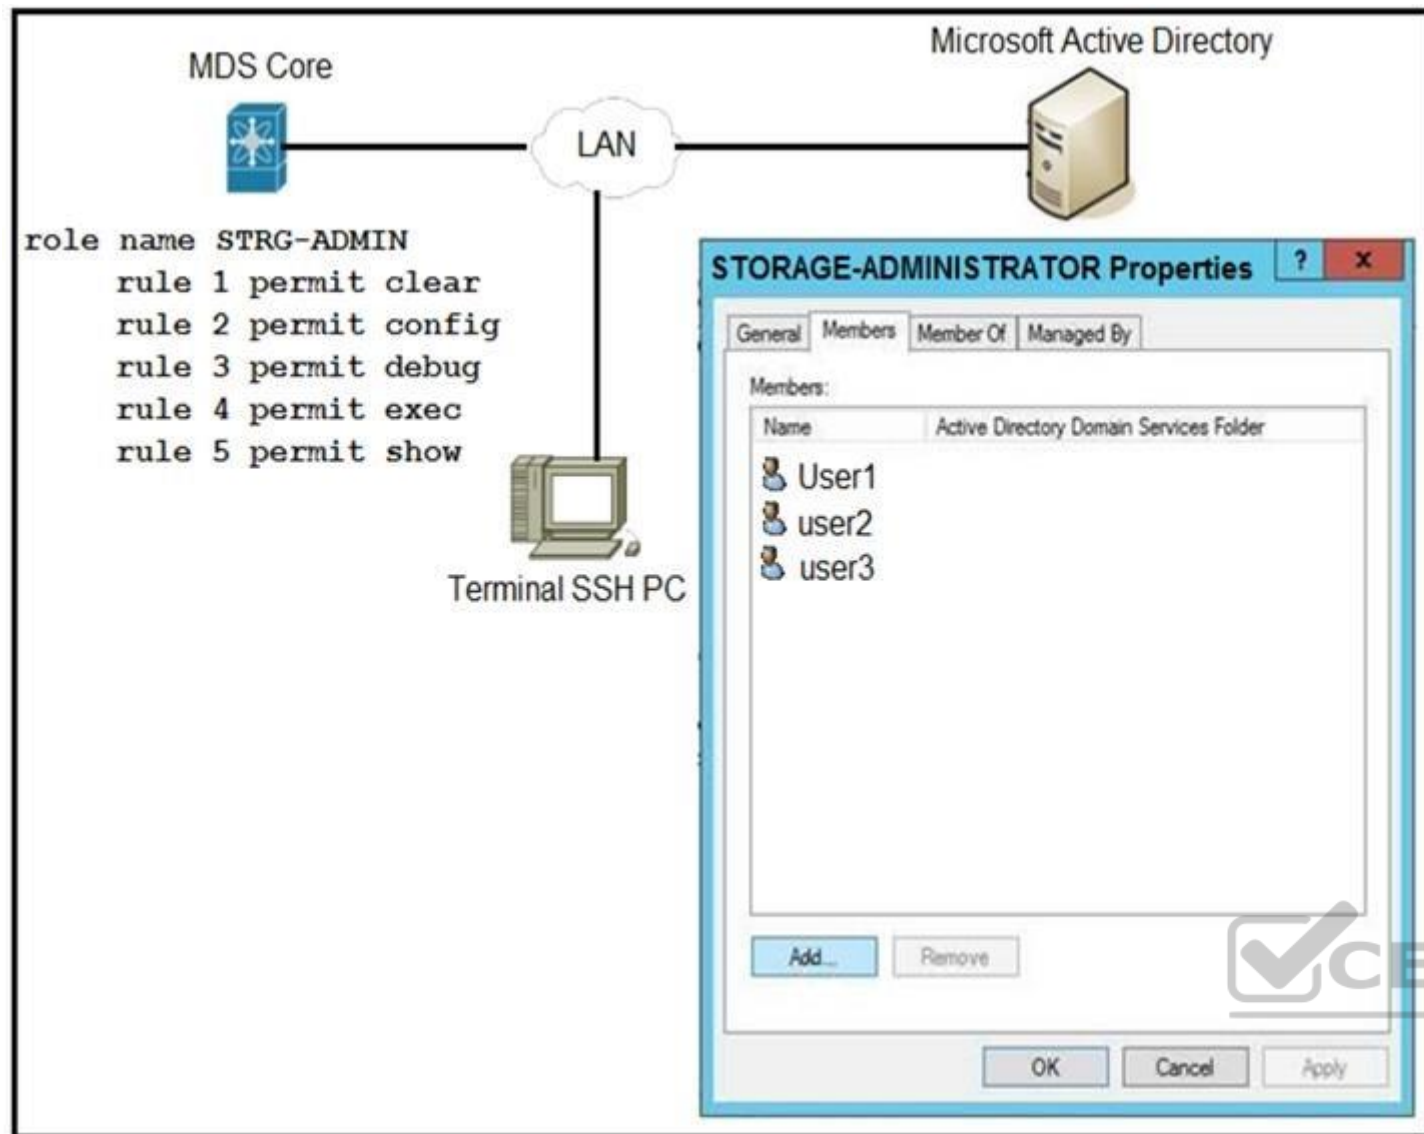 MDS Core
Microsoft Active Directory
LAN
role name STRG-ADMIN
rule 1 permit clear
rule 2 permit config
rule 3 permit debug
rule 4 permit exec
rule 5 permit show
Terminal SSH PC
STORAGE-ADMINISTRATOR Properties ? x
General Members Member Of Managed By
Members:
Name Active Directory Domain Services Folder
User1
user2
user3
Add... Remove
CE
OK Cancel Apply